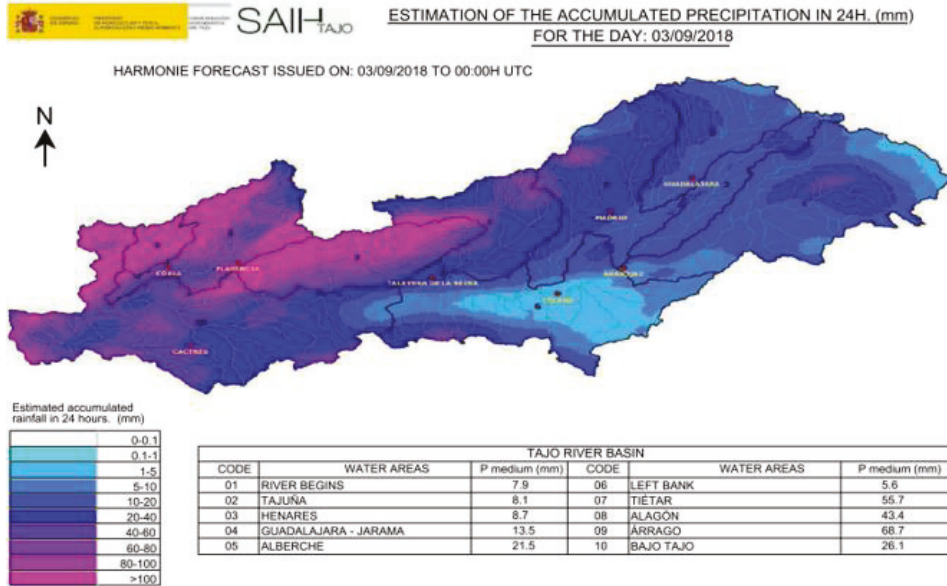 SAIH TAJO
ESTIMATION OF THE ACCUMULATED PRECIPITATION IN 24H. (mm)
FOR THE DAY: 03/09/2018
HARMONIE FORECAST ISSUED ON: 03/09/2018 TO 00:00H UTC
N
GUADALAJARA
MADRID
CORIA
PLASENCIA
TALAVERA DE LA REINA
ARANJUEZ
TOLEDO
CACERES
Estimated accumulated
rainfall in 24 hours. (mm)
0-0.1
0.1-1
1-5
5-10
10-20
20-40
40-60
60-80
80-100
>100
TAJO RIVER BASIN
CODE WATER AREAS P medium (mm) CODE WATER AREAS P medium (mm)
01 RIVER BEGINS 7.9 06 LEFT BANK 5.6
02 TAJUÑA 8.1 07 TIÉTAR 55.7
03 HENARES 8.7 08 ALAGÓN 43.4
04 GUADALAJARA - JARAMA 13.5 09 ÁRRAGO 68.7
05 ALBERCHE 21.5 10 BAJO TAJO 26.1